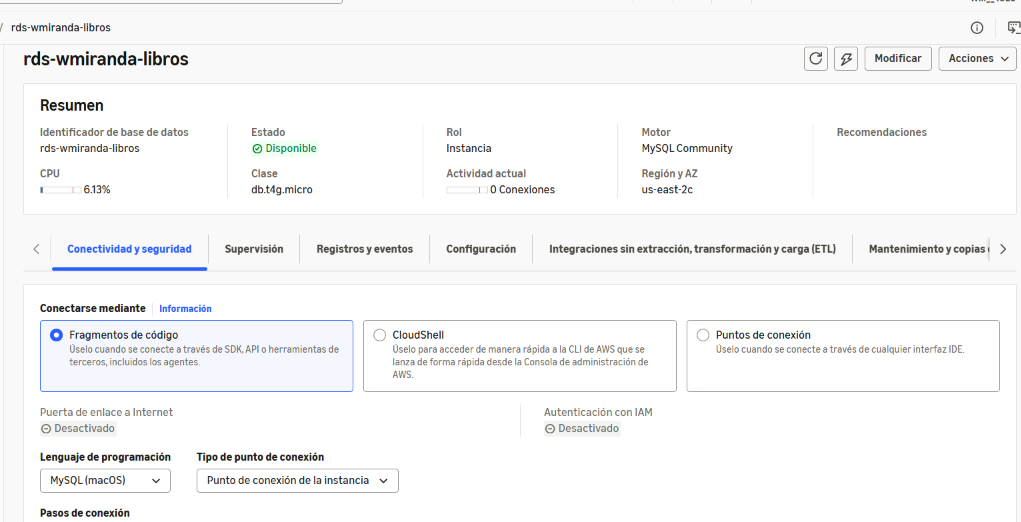 / rds-wmiranda-libros
rds-wmiranda-libros
Modificar
Acciones
Resumen
Identificador de base de datos
rds-wmiranda-libros
Estado
Disponible
Rol
Instancia
Motor
MySQL Community
Recomendaciones
CPU
6.13%
Clase
db.t4g.micro
Actividad actual
0 Conexiones
Región y AZ
us-east-2c
Conectividad y seguridad
Supervisión
Registros y eventos
Configuración
Integraciones sin extracción, transformación y carga (ETL)
Mantenimiento y copias
Conectarse mediante
Información
Fragmentos de código
Úselo cuando se conecte a través de SDK, API o herramientas de
terceros, incluidos los agentes.
CloudShell
Úselo para acceder de manera rápida a la CLI de AWS que se
lanza de forma rápida desde la Consola de administración de
AWS.
Puntos de conexión
Úselo cuando se conecte a través de cualquier interfaz IDE.
Puerta de enlace a Internet
Desactivado
Autenticación con IAM
Desactivado
Lenguaje de programación
MySQL (macOS)
Tipo de punto de conexión
Punto de conexión de la instancia
Pasos de conexión